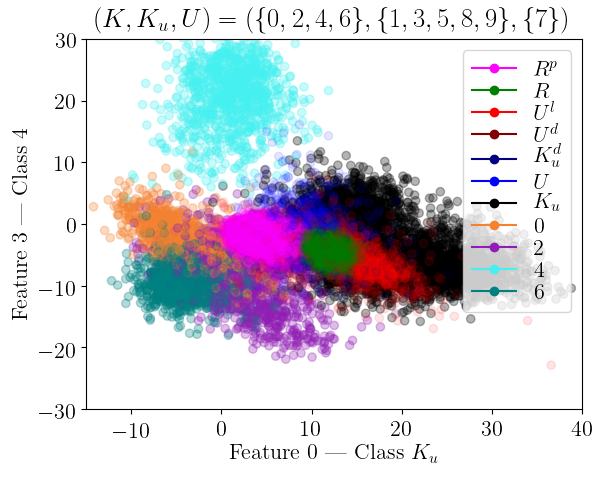 (K, K_u, U) = ({0, 2, 4, 6}, {1, 3, 5, 8, 9}, {7})
Feature 3 — Class 4
30
20
10
0
−10
−20
−30
R^p
R
U^l
U^d
K_u^d
U
K_u
0
2
4
6
−10
0
10
20
30
40
Feature 0 — Class K_u